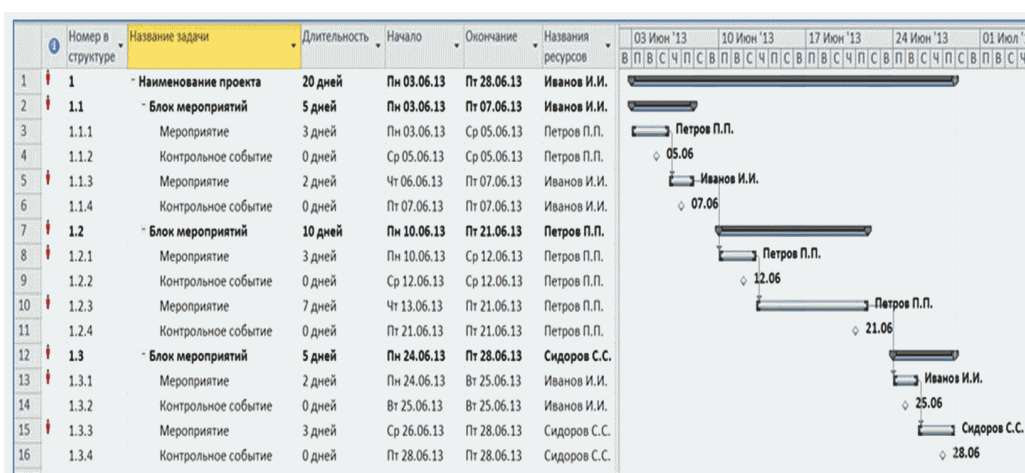 Номер в структуре Название задачи Длительность Начало Окончание Названия ресурсов 03 Июн '13 10 Июн '13 17 Июн '13 24 Июн '13 01 Июл '
В П В С Ч П С В П В С Ч П С В П В С Ч П С В П В С Ч П С В П В С Ч
1 1 - Наименование проекта 20 дней Пн 03.06.13 Пт 28.06.13 Иванов И.И.
2 1.1 - Блок мероприятий 5 дней Пн 03.06.13 Пт 07.06.13 Иванов И.И.
3 1.1.1 Мероприятие 3 дней Пн 03.06.13 Ср 05.06.13 Петров П.П. Петров П.П.
4 1.1.2 Контрольное событие 0 дней Ср 05.06.13 Ср 05.06.13 Петров П.П. 05.06
5 1.1.3 Мероприятие 2 дней Чт 06.06.13 Пт 07.06.13 Иванов И.И. Иванов И.И.
6 1.1.4 Контрольное событие 0 дней Пт 07.06.13 Пт 07.06.13 Иванов И.И. 07.06
7 1.2 - Блок мероприятий 10 дней Пн 10.06.13 Пт 21.06.13 Петров П.П.
8 1.2.1 Мероприятие 3 дней Пн 10.06.13 Ср 12.06.13 Петров П.П. Петров П.П.
9 1.2.2 Контрольное событие 0 дней Ср 12.06.13 Ср 12.06.13 Петров П.П. 12.06
10 1.2.3 Мероприятие 7 дней Чт 13.06.13 Пт 21.06.13 Петров П.П. Петров П.П.
11 1.2.4 Контрольное событие 0 дней Пт 21.06.13 Пт 21.06.13 Петров П.П. 21.06
12 1.3 - Блок мероприятий 5 дней Пн 24.06.13 Пт 28.06.13 Сидоров С.С.
13 1.3.1 Мероприятие 2 дней Пн 24.06.13 Вт 25.06.13 Иванов И.И. Иванов И.И.
14 1.3.2 Контрольное событие 0 дней Вт 25.06.13 Вт 25.06.13 Иванов И.И. 25.06
15 1.3.3 Мероприятие 3 дней Ср 26.06.13 Пт 28.06.13 Сидоров С.С. Сидоров С.С.
16 1.3.4 Контрольное событие 0 дней Пт 28.06.13 Пт 28.06.13 Сидоров С.С. 28.06